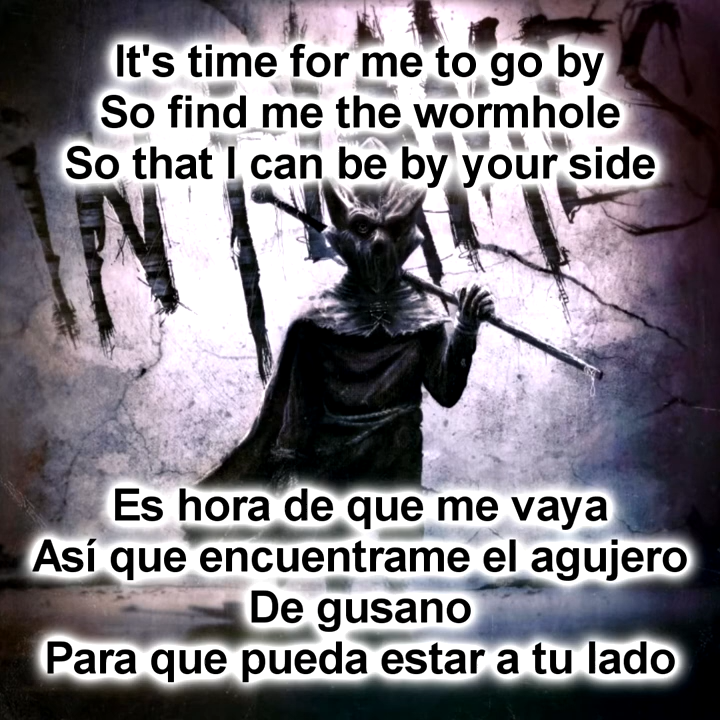 It's time for me to go by
So find me the wormhole
So that I can be by your side
IN FLAMES
Es hora de que me vaya
Así que encuentrame el agujero
De gusano
Para que pueda estar a tu lado